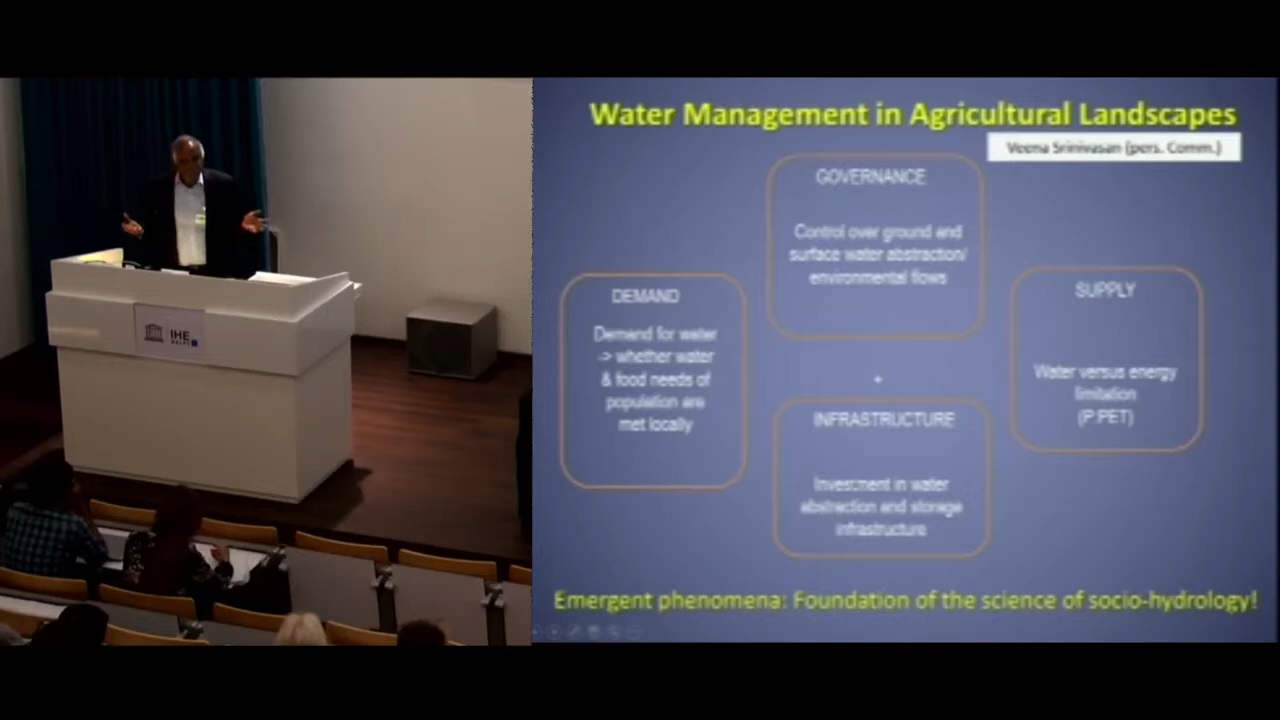 Water Management in Agricultural Landscapes
Veena Srinivasan (pers. Comm.)
GOVERNANCE
Control over ground and
surface water abstraction/
environmental flows
DEMAND
Demand for water
-> whether water
& food needs of
population are
met locally
SUPPLY
Water versus energy
limitation
(P:PET)
+
INFRASTRUCTURE
Investment in water
abstraction and storage
infrastructure
Emergent phenomena: Foundation of the science of socio-hydrology!
IHE
DELFT